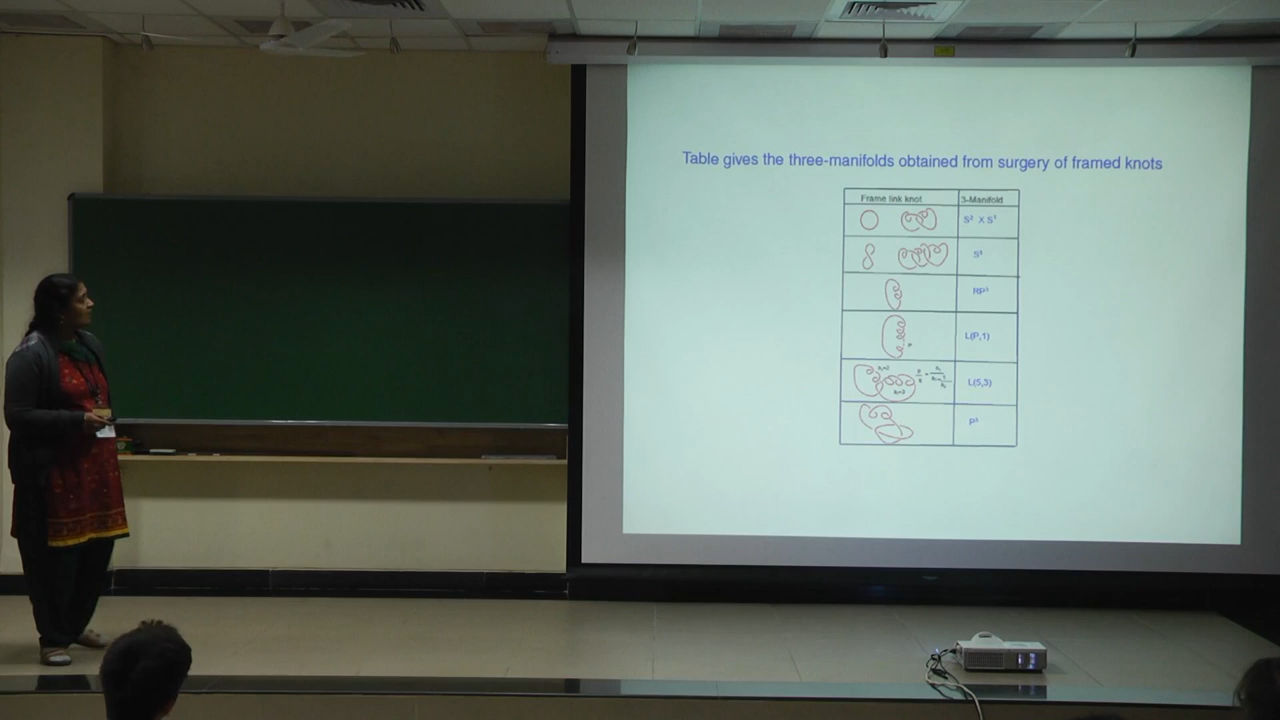 Table gives the three-manifolds obtained from surgery of framed knots
Frame link knot 3-Manifold
S² X S¹
S³
RP³
P L(P,1)
L(5,3)
P³